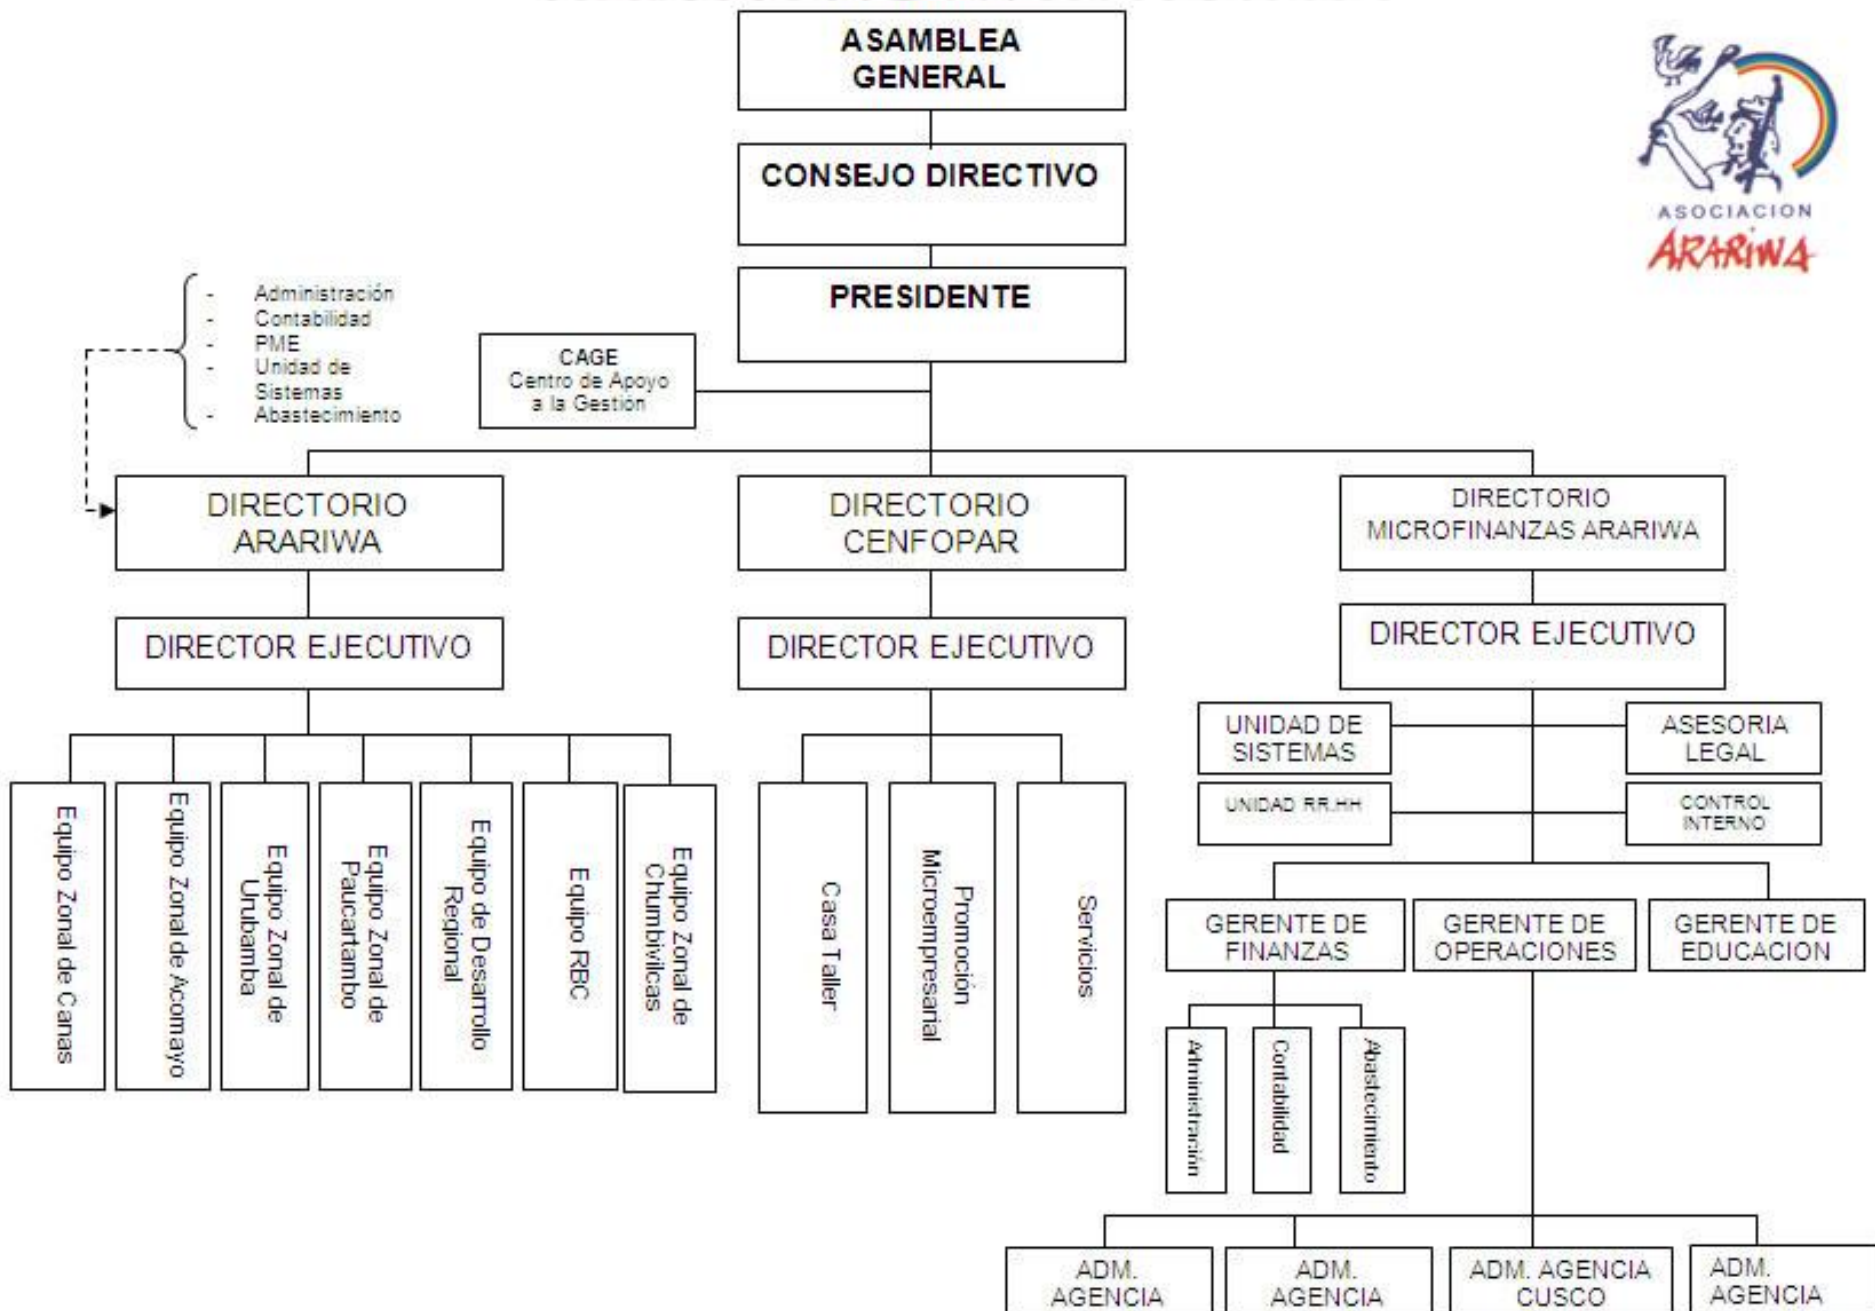 ASAMBLEA
GENERAL
CONSEJO DIRECTIVO
PRESIDENTE
ASOCIACION
ARARIWA
- Administración
- Contabilidad
- PME
- Unidad de
Sistemas
- Abastecimiento
CAGE
Centro de Apoyo
a la Gestión
DIRECTORIO
ARARIWA
DIRECTORIO
CENFOPAR
DIRECTORIO
MICROFINANZAS ARARIWA
DIRECTOR EJECUTIVO
DIRECTOR EJECUTIVO
DIRECTOR EJECUTIVO
UNIDAD DE
SISTEMAS
ASESORIA
LEGAL
UNIDAD RR.HH
CONTROL
INTERNO
Equipo Zonal de Canas
Equipo Zonal de Acomayo
Equipo Zonal de
Urubamba
Equipo Zonal de
Paucartambo
Equipo de Desarrollo
Regional
Equipo RBC
Equipo Zonal de
Chumbivilcas
Casa Taller
Promoción
Microempresarial
Servicios
GERENTE DE
FINANZAS
GERENTE DE
OPERACIONES
GERENTE DE
EDUCACION
Administración
Contabilidad
Abastecimiento
ADM.
AGENCIA
ADM.
AGENCIA
ADM. AGENCIA
CUSCO
ADM.
AGENCIA